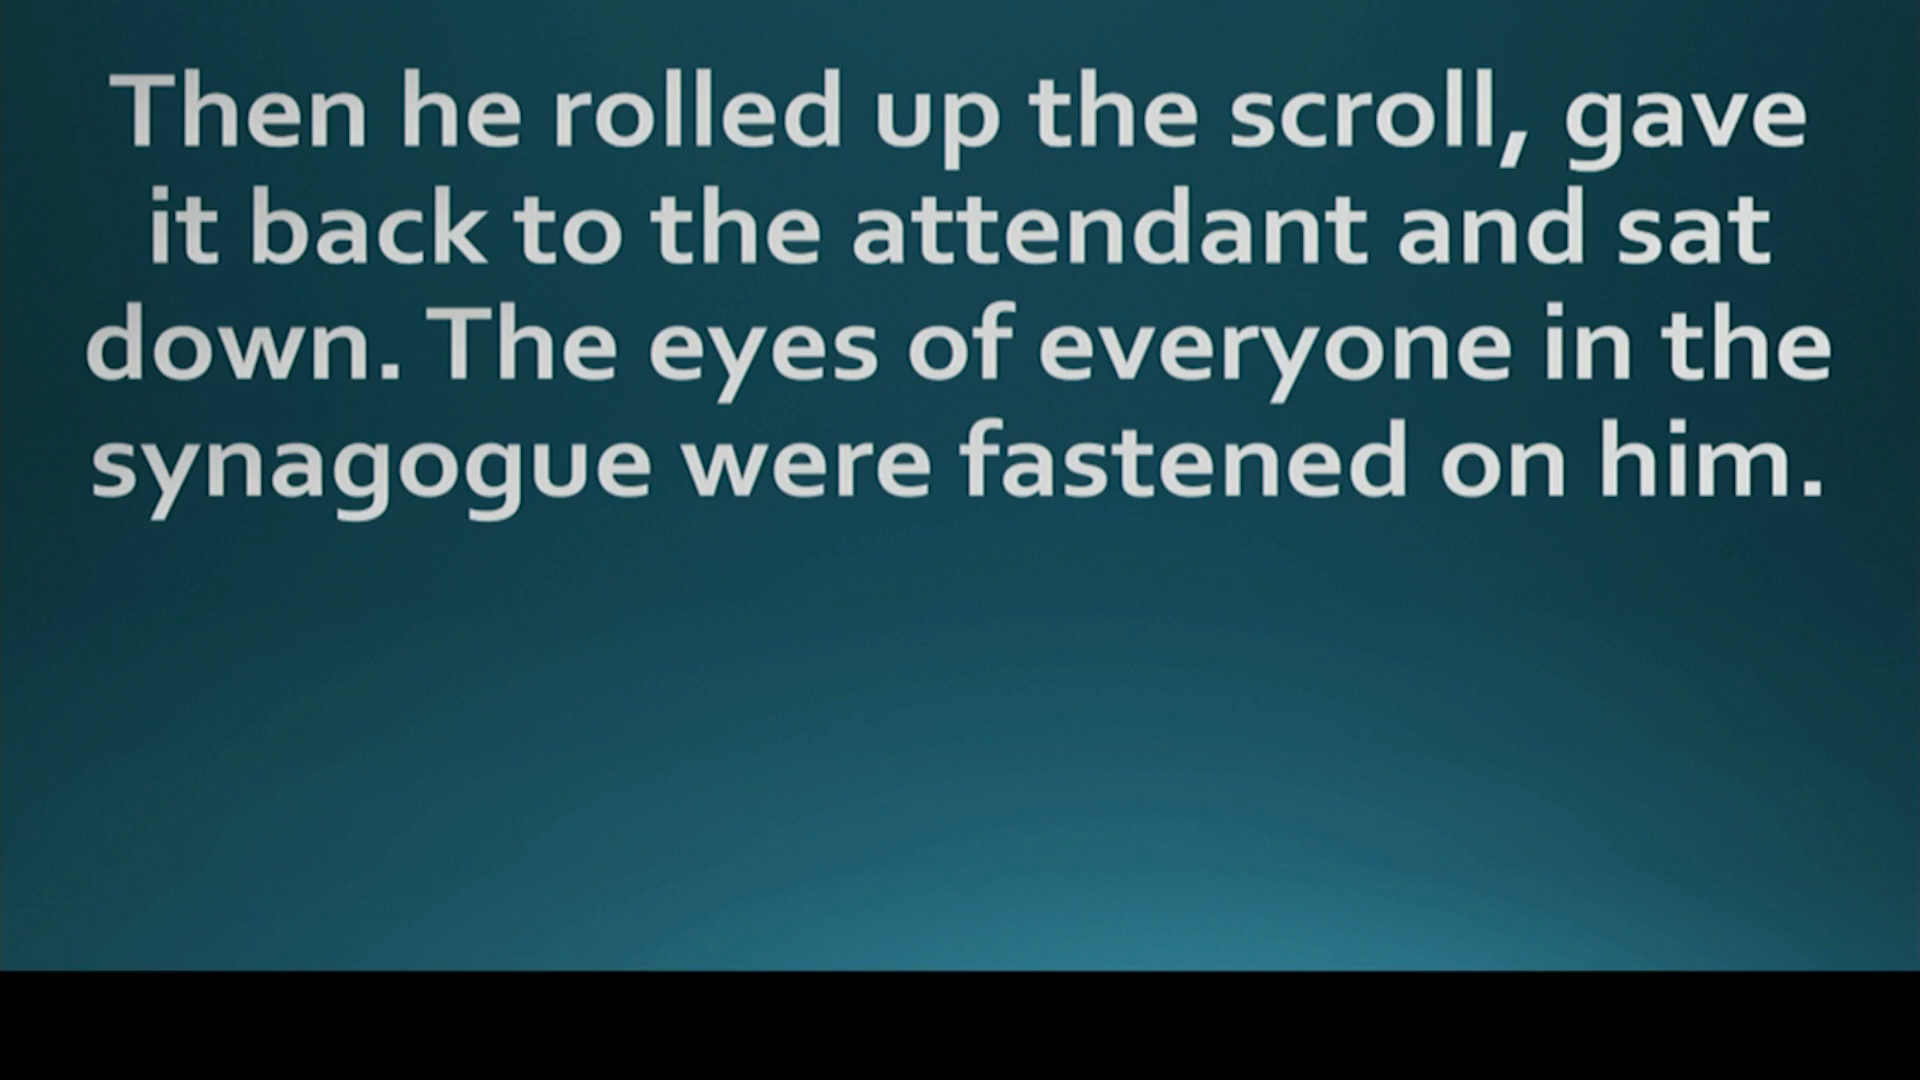 Then he rolled up the scroll, gave
it back to the attendant and sat
down. The eyes of everyone in the
synagogue were fastened on him.